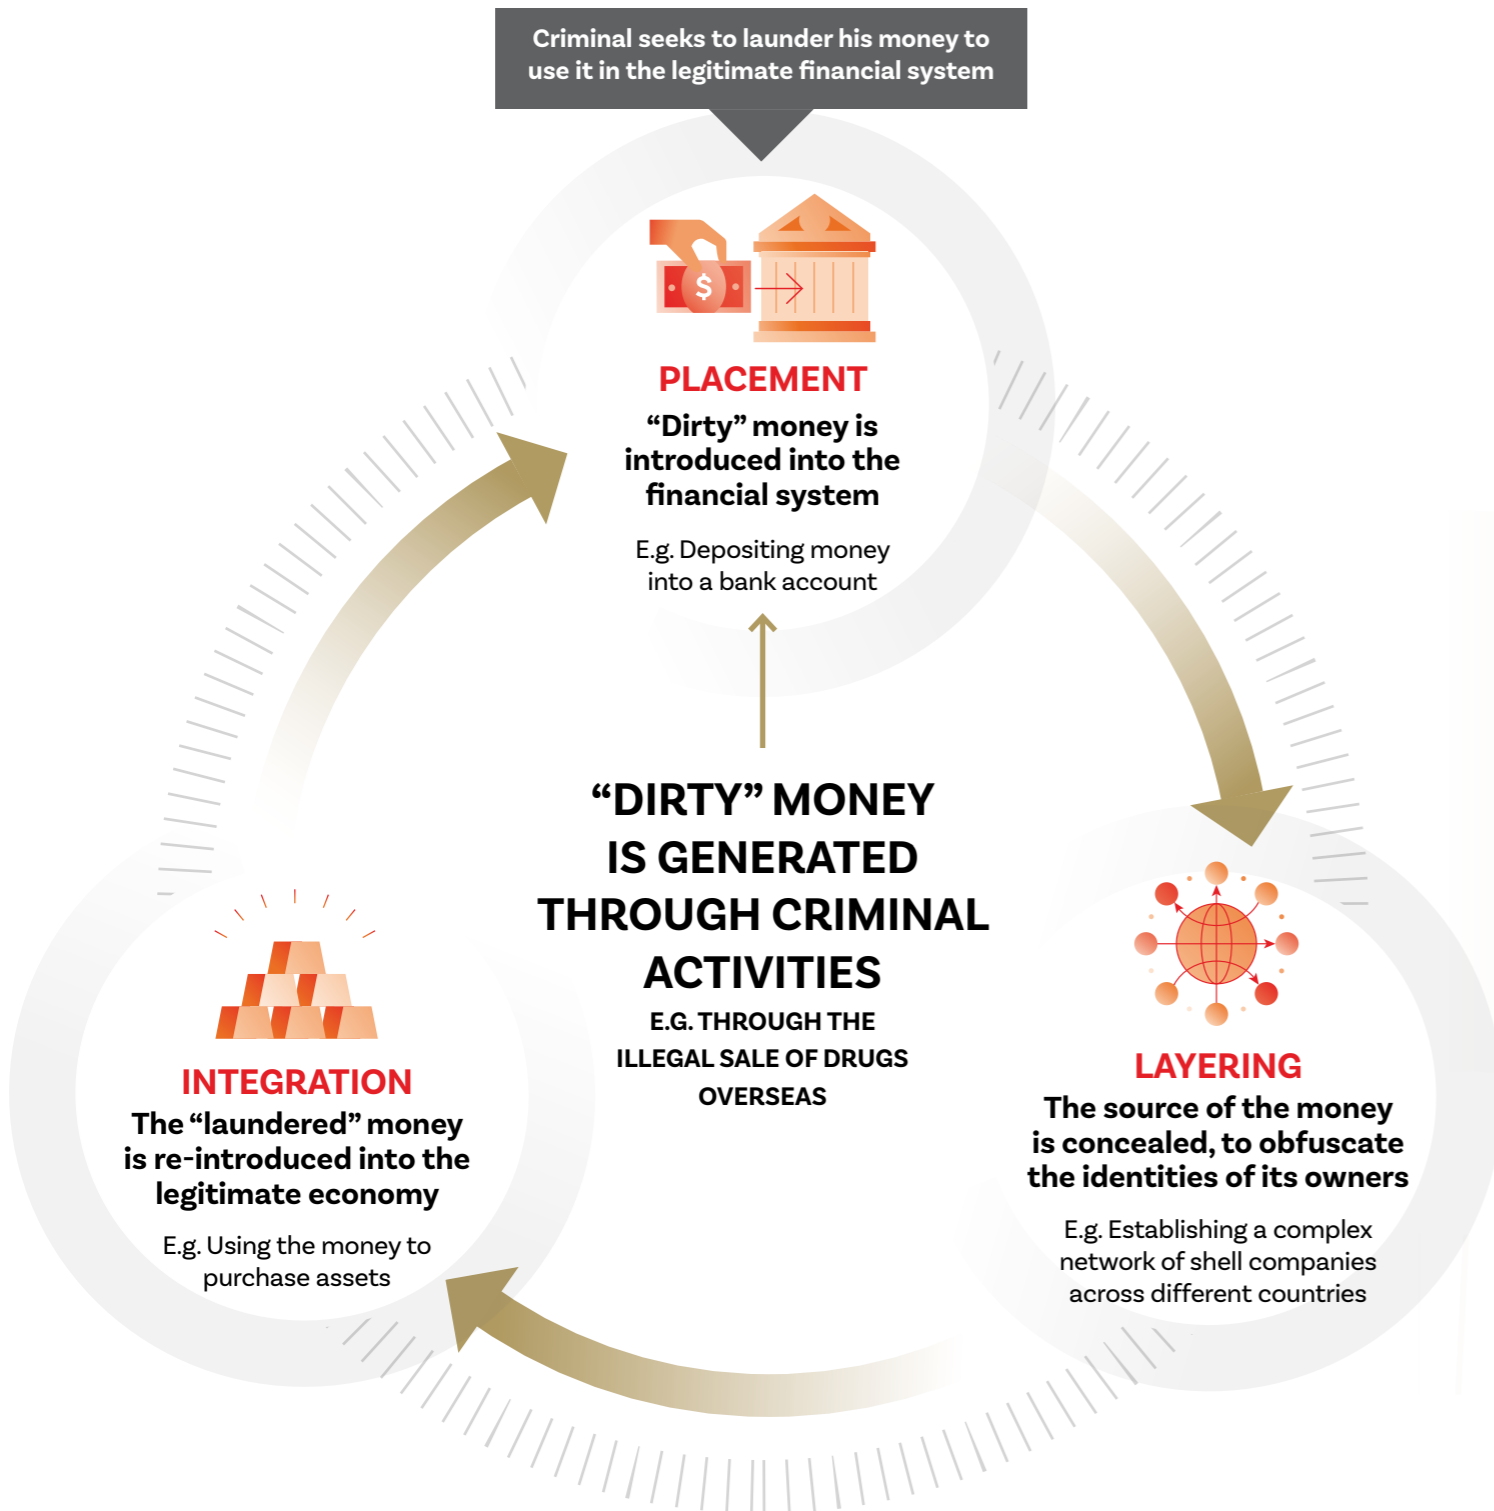 Criminal seeks to launder his money to
use it in the legitimate financial system
$
PLACEMENT
“Dirty” money is
introduced into the
financial system
E.g. Depositing money
into a bank account
“DIRTY” MONEY
IS GENERATED
THROUGH CRIMINAL
ACTIVITIES
E.G. THROUGH THE
ILLEGAL SALE OF DRUGS
OVERSEAS
LAYERING
The source of the money
is concealed, to obfuscate
the identities of its owners
E.g. Establishing a complex
network of shell companies
across different countries
INTEGRATION
The “laundered” money
is re-introduced into the
legitimate economy
E.g. Using the money to
purchase assets